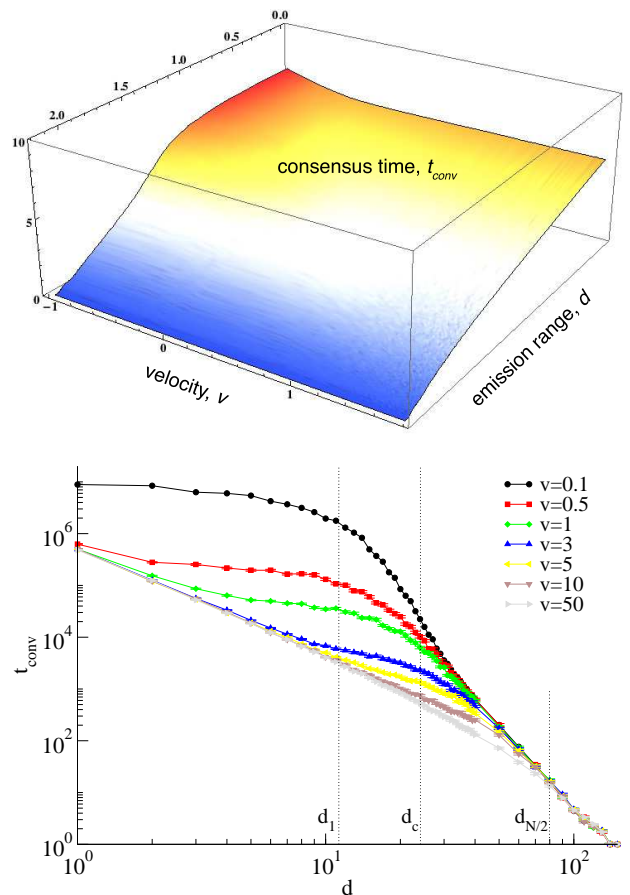 0.0
0.5
1.0
1.5
2.0
10
5
0
-1
0
1
consensus time, t_conv
velocity, v
emission range, d
v=0.1
v=0.5
v=1
v=3
v=5
v=10
v=50
10^6
10^4
10^2
10^0
t_conv
d_1
d_c
d_N/2
10^0
10^1
10^2
d